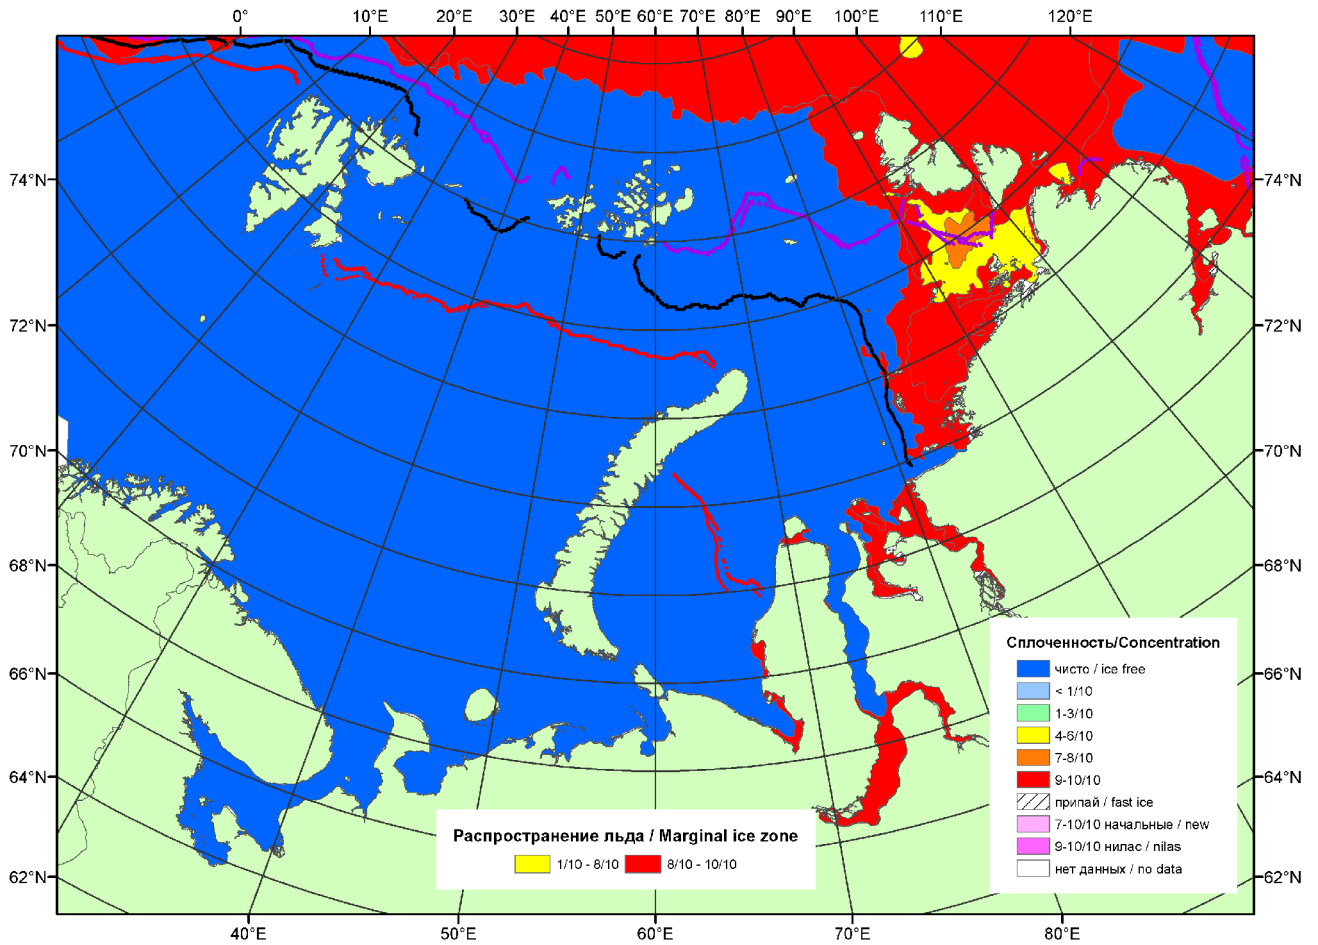 0° 10°E 20°E 30°E 40°E 50°E 60°E 70°E 80°E 90°E 100°E 110°E 120°E
74°N 74°N
72°N 72°N
70°N 70°N
68°N 68°N
66°N 66°N
64°N 64°N
62°N 62°N
Сплоченность/Concentration
чисто / ice free
< 1/10
1-3/10
4-6/10
7-8/10
9-10/10
припай / fast ice
7-10/10 начальные / new
9-10/10 нилас / nilas
нет данных / no data
Распространение льда / Marginal ice zone
1/10 - 8/10 8/10 - 10/10
40°E 50°E 60°E 70°E 80°E